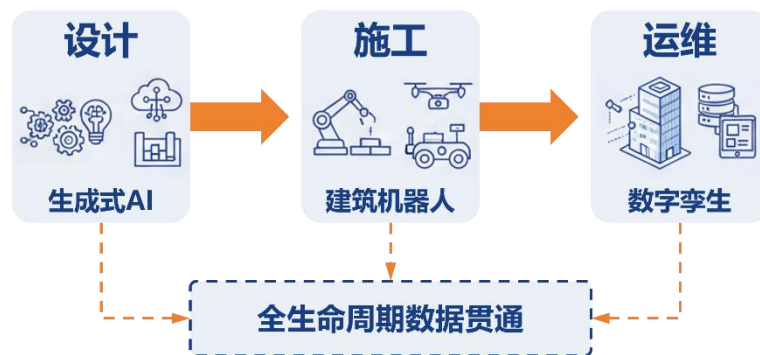 设计
施工
运维
生成式AI
建筑机器人
数字孪生
全生命周期数据贯通